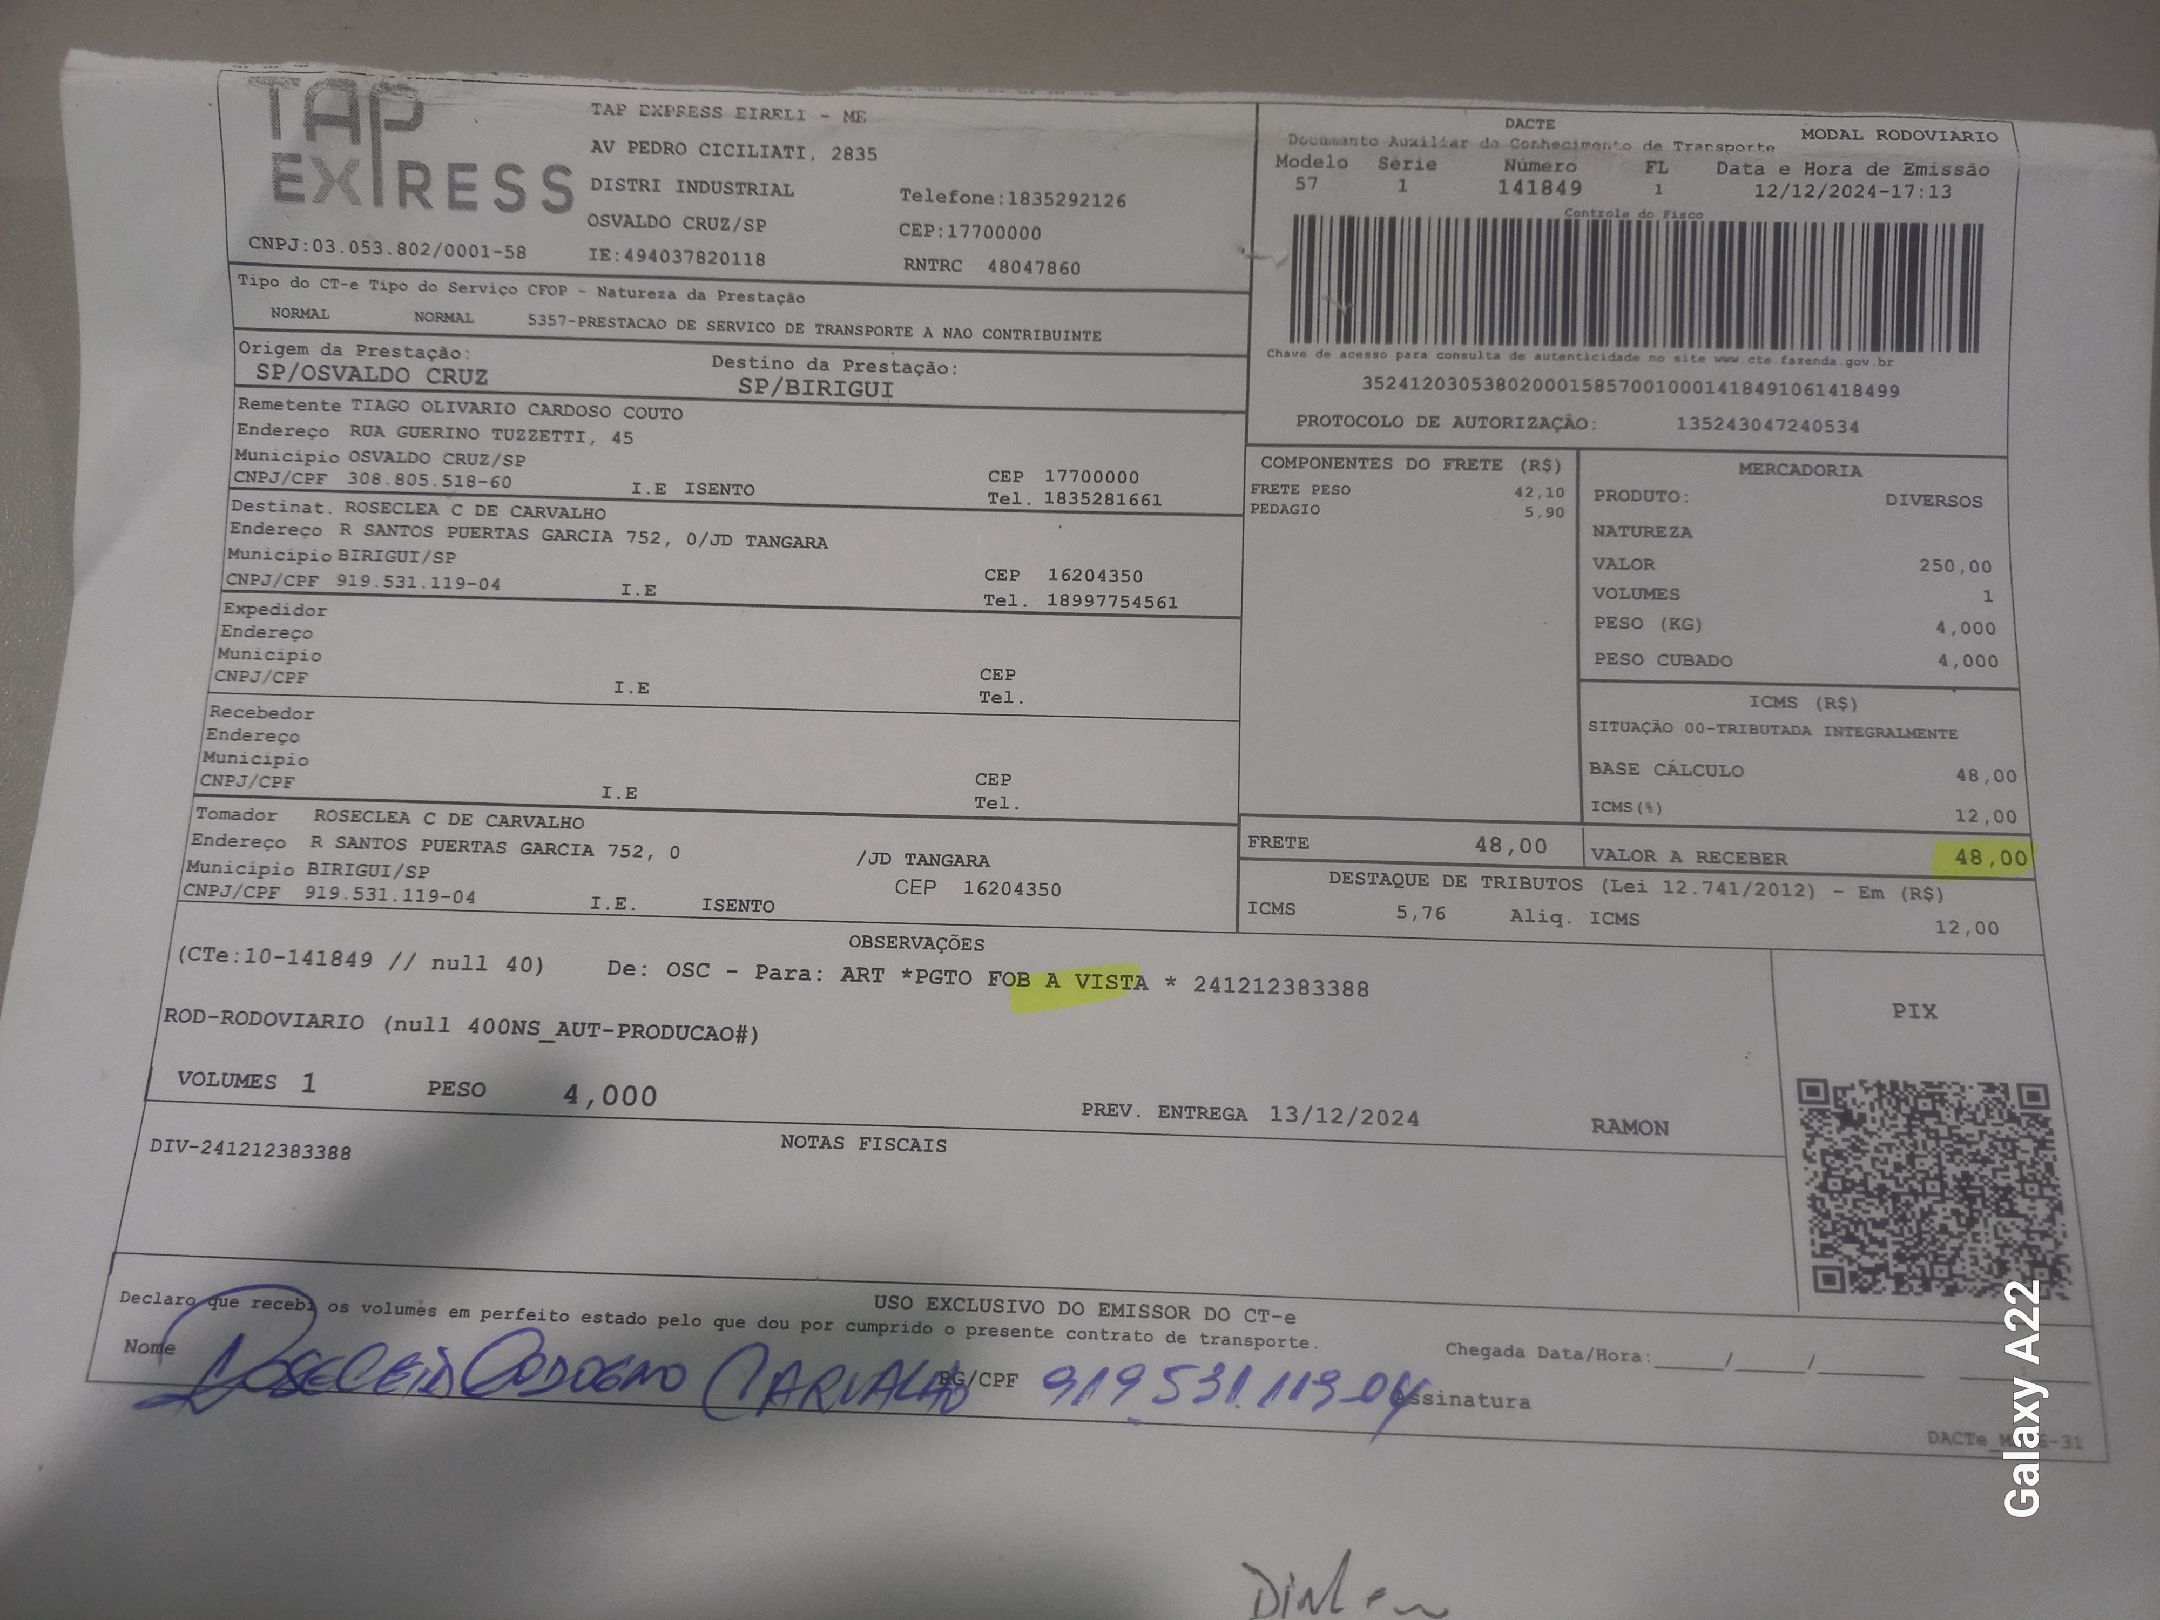 TAP EXPRESS
TAP EXPRESS EIRELI - ME
AV PEDRO CICILIATI, 2835
DISTRI INDUSTRIAL
Telefone:1835292126
OSVALDO CRUZ/SP
CEP:17700000
CNPJ:03.053.802/0001-58
IE:494037820118
RNTRC 48047860
DACTE
MODAL RODOVIARIO
Documento Auxiliar do Conhecimento de Transporte
Modelo Série Número FL Data e Hora de Emissão
57 1 141849 1 12/12/2024-17:13
Controle do Fisco
Chave de acesso para consulta de autenticidade no site www.cte.fazenda.gov.br
35241203053802000158570010001418491061418499
PROTOCOLO DE AUTORIZAÇÂO: 135243047240534
Tipo do CT-e Tipo do Serviço CFOP - Natureza da Prestação
NORMAL NORMAL 5357-PRESTACAO DE SERVICO DE TRANSPORTE A NAO CONTRIBUINTE
Origem da Prestação: Destino da Prestação:
SP/OSVALDO CRUZ SP/BIRIGUI
Remetente TIAGO OLIVARIO CARDOSO COUTO
Endereço RUA GUERINO TUZZETTI, 45
Município OSVALDO CRUZ/SP CEP 17700000
CNPJ/CPF 308.805.518-60 I.E ISENTO Tel. 1835281661
Destinat. ROSECLEA C DE CARVALHO
Endereço R SANTOS PUERTAS GARCIA 752, 0/JD TANGARA
Municipio BIRIGUI/SP CEP 16204350
CNPJ/CPF 919.531.119-04 I.E Tel. 18997754561
Expedidor
Endereço
Municipio CEP
CNPJ/CPF I.E Tel.
Recebedor
Endereço
Municipio CEP
CNPJ/CPF I.E Tel.
Tomador ROSECLEA C DE CARVALHO
Endereço R SANTOS PUERTAS GARCIA 752, 0 /JD TANGARA
Municipio BIRIGUI/SP CEP 16204350
CNPJ/CPF 919.531.119-04 I.E. ISENTO
COMPONENTES DO FRETE (R$)
FRETE PESO 42,10
PEDAGIO 5,90
MERCADORIA
PRODUTO: DIVERSOS
NATUREZA
VALOR 250,00
VOLUMES 1
PESO (KG) 4,000
PESO CUBADO 4,000
ICMS (R$)
SITUAÇÃO 00-TRIBUTADA INTEGRALMENTE
BASE CÁLCULO 48,00
ICMS(%) 12,00
FRETE 48,00 VALOR A RECEBER 48,00
DESTAQUE DE TRIBUTOS (Lei 12.741/2012) - Em (R$)
ICMS 5,76 Aliq. ICMS 12,00
OBSERVAÇÕES
(CTe:10-141849 // null 40) De: OSC - Para: ART *PGTO FOB A VISTA * 241212383388
ROD-RODOVIARIO (null 400NS_AUT-PRODUCAO#)
PIX
VOLUMES 1 PESO 4,000 PREV. ENTREGA 13/12/2024 RAMON
NOTAS FISCAIS
DIV-241212383388
USO EXCLUSIVO DO EMISSOR DO CT-e
Declaro que recebi os volumes em perfeito estado pelo que dou por cumprido o presente contrato de transporte.
Nome RG/CPF 919 531.119 04 Assinatura
Carvalho
Chegada Data/Hora:_____/_____/_______ 
Galaxy A22